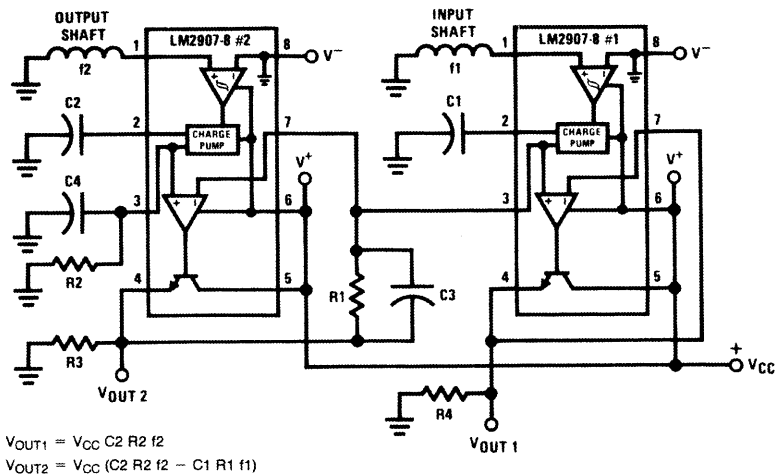 OUTPUT SHAFT
f2
1
LM2907-8 #2
8
V−
C2
2
CHARGE PUMP
7
C4
3
V+
6
R2
4
5
R1
C3
R3
VOUT 2
INPUT SHAFT
f1
1
LM2907-8 #1
8
V−
C1
2
CHARGE PUMP
7
3
V+
6
4
5
+
VCC
R4
VOUT 1
VOUT1 = VCC C2 R2 f2
VOUT2 = VCC (C2 R2 f2 − C1 R1 f1)